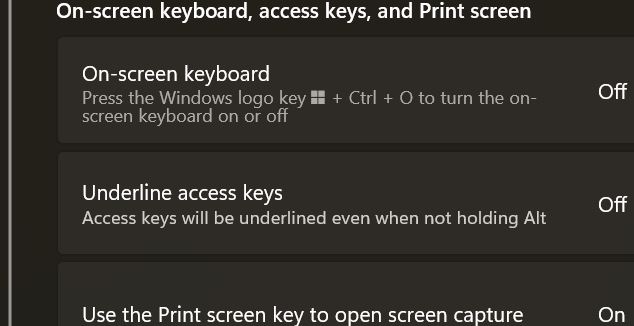 On-screen keyboard, access keys, and Print screen
On-screen keyboard
Press the Windows logo key + Ctrl + O to turn the on-
screen keyboard on or off
Off
Underline access keys
Access keys will be underlined even when not holding Alt
Off
Use the Print screen key to open screen capture
On